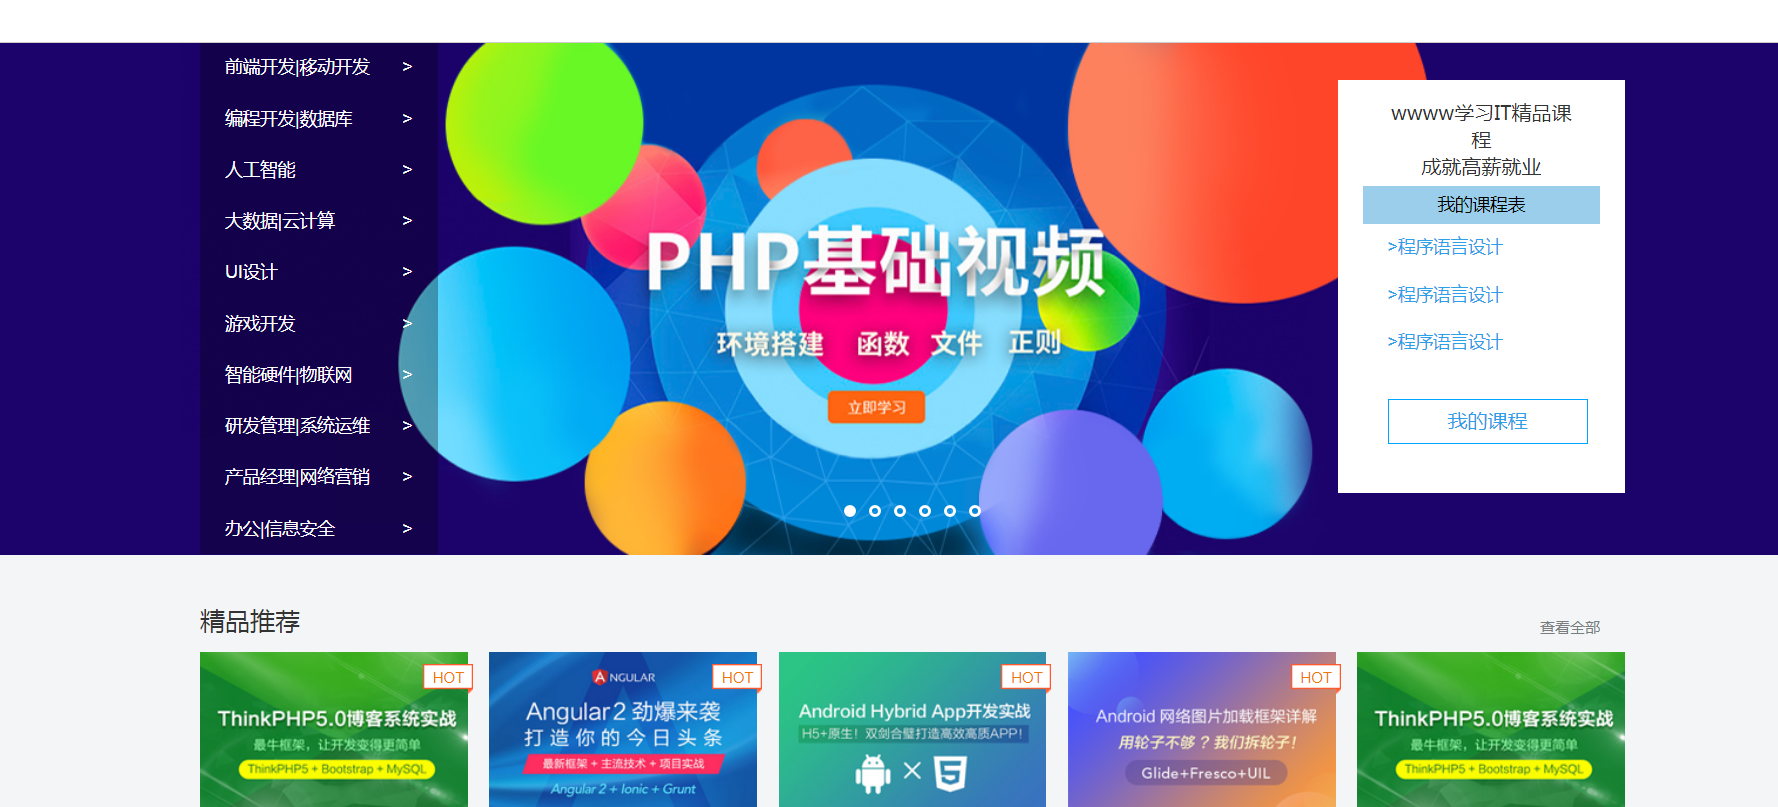 前端开发|移动开发 >
编程开发|数据库 >
人工智能 >
大数据|云计算 >
UI设计 >
游戏开发 >
智能硬件|物联网 >
研发管理|系统运维 >
产品经理|网络营销 >
办公|信息安全 >
PHP基础视频
环境搭建 函数 文件 正则
立即学习
wwww学习IT精品课
程
成就高薪就业
我的课程表
>程序语言设计
>程序语言设计
>程序语言设计
我的课程
精品推荐
查看全部
HOT
ThinkPHP5.0博客系统实战
最牛框架，让开发变得更简单
ThinkPHP5 + Bootstrap + MySQL
HOT
ANGULAR
Angular2 劲爆来袭
打造你的今日头条
最新框架 + 主流技术 + 项目实战
Angular 2 + Ionic + Grunt
HOT
Android Hybrid App开发实战
H5+原生！双剑合璧打造高效高质APP！
HOT
Android 网络图片加载框架详解
用轮子不够？我们拆轮子！
Glide+Fresco+UIL
ThinkPHP5.0博客系统实战
最牛框架，让开发变得更简单
ThinkPHP5 + Bootstrap + MySQL